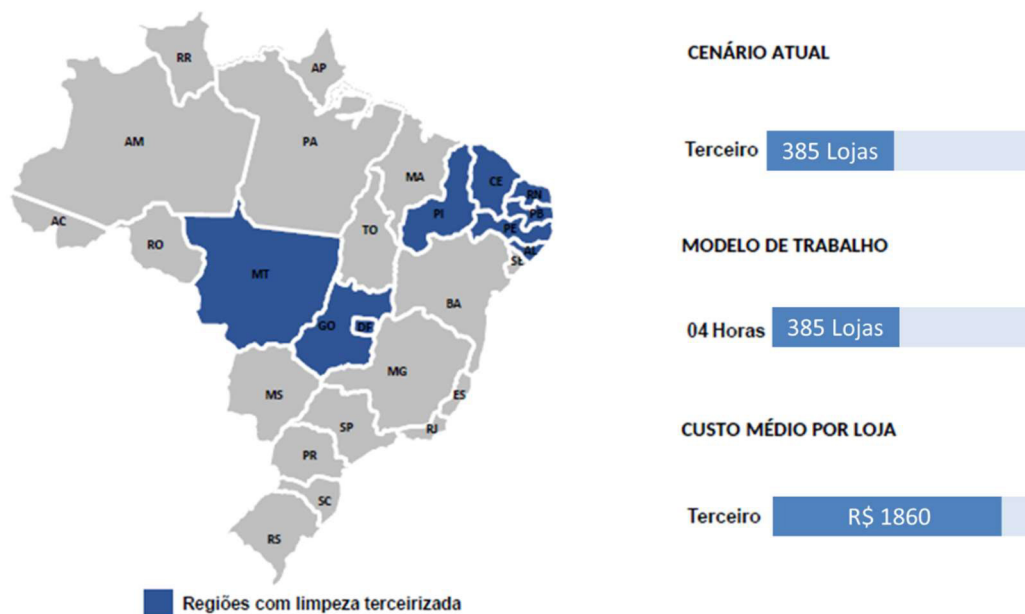 RR
AP
AM
PA
MA
CE
RN
PB
PE
AL
SE
PI
TO
AC
RO
MT
BA
GO
DF
MG
ES
MS
SP
RJ
PR
SC
RS
Regiões com limpeza terceirizada
CENÁRIO ATUAL
Terceiro 385 Lojas
MODELO DE TRABALHO
04 Horas 385 Lojas
CUSTO MÉDIO POR LOJA
Terceiro R$ 1860